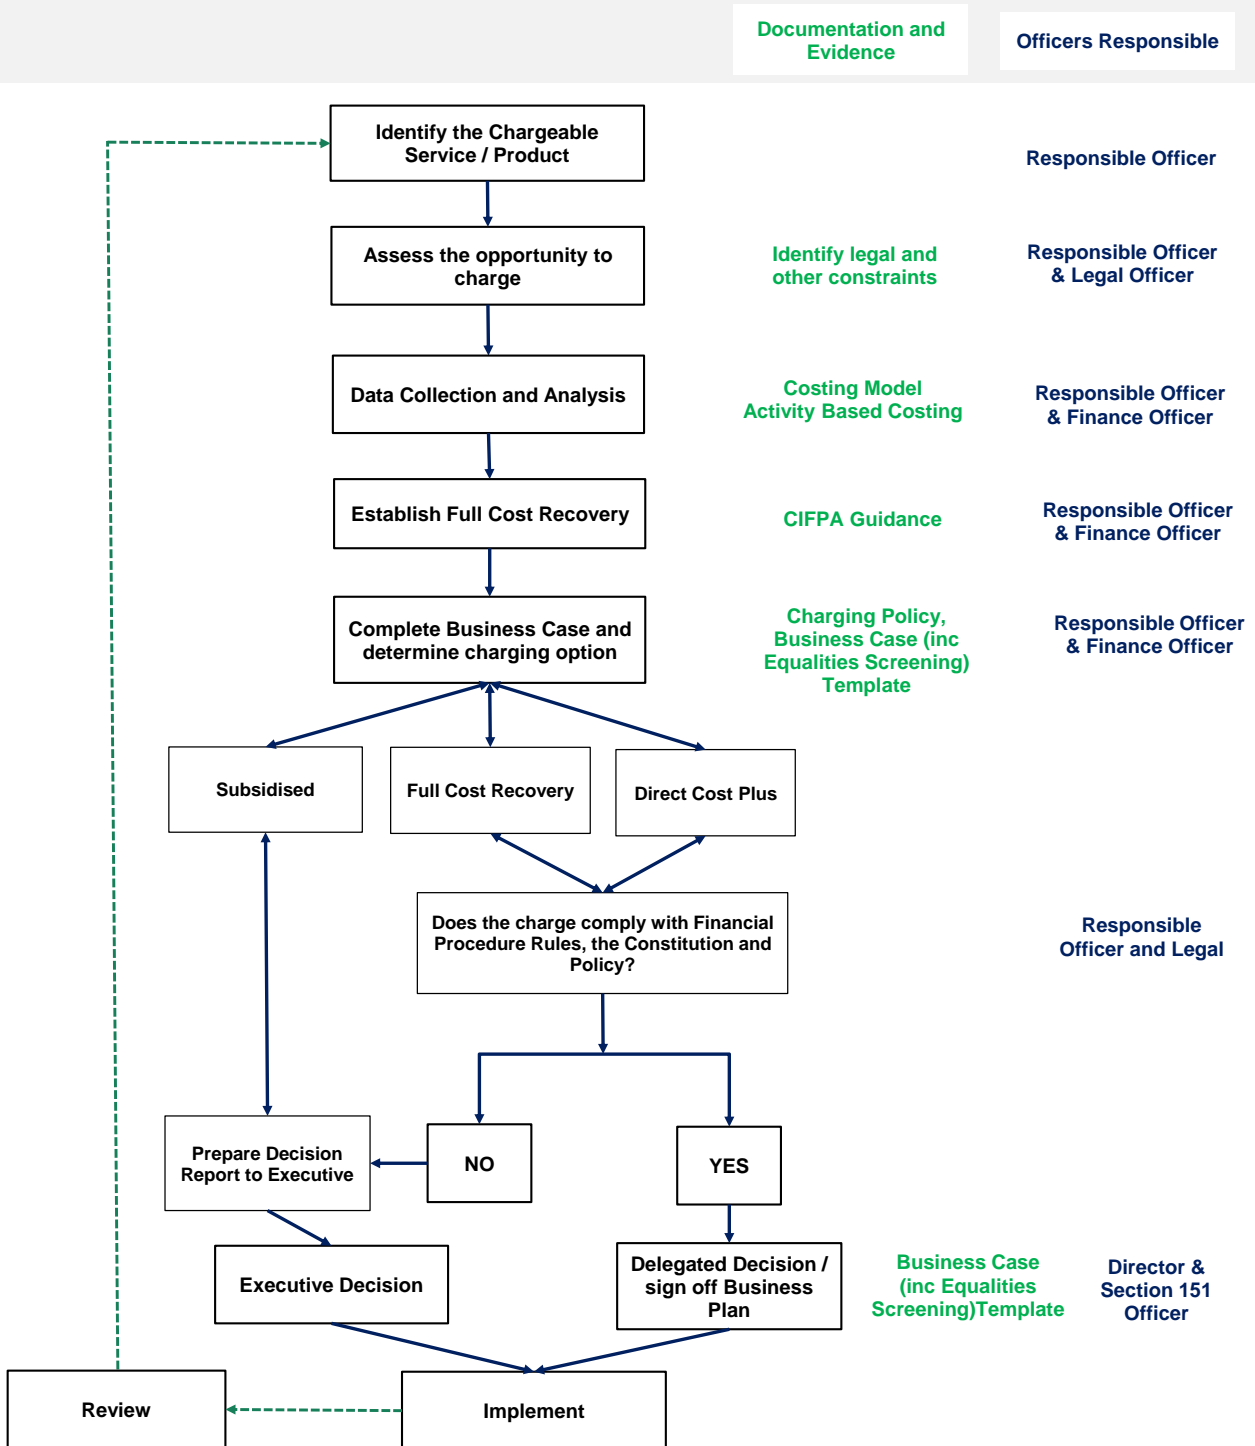 Documentation and
Evidence
Officers Responsible
Identify the Chargeable
Service / Product
Responsible Officer
Assess the opportunity to
charge
Identify legal and
other constraints
Responsible Officer
& Legal Officer
Data Collection and Analysis
Costing Model
Activity Based Costing
Responsible Officer
& Finance Officer
Establish Full Cost Recovery
CIFPA Guidance
Responsible Officer
& Finance Officer
Complete Business Case and
determine charging option
Charging Policy,
Business Case (inc
Equalities Screening)
Template
Responsible Officer
& Finance Officer
Subsidised
Full Cost Recovery
Direct Cost Plus
Does the charge comply with Financial
Procedure Rules, the Constitution and
Policy?
Responsible
Officer and Legal
Prepare Decision
Report to Executive
NO
YES
Executive Decision
Delegated Decision /
sign off Business
Plan
Business Case
(inc Equalities
Screening)Template
Director &
Section 151
Officer
Review
Implement